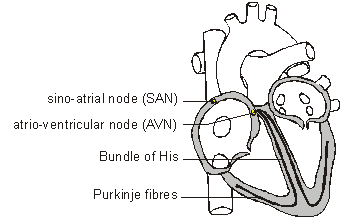 sino-atrial node (SAN)
atrio-ventricular node (AVN)
Bundle of His
Purkinje fibres